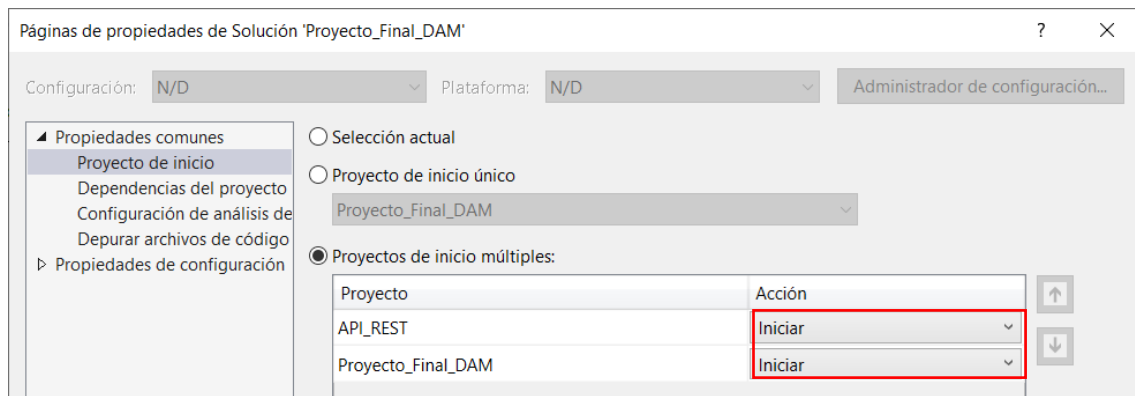 Páginas de propiedades de Solución 'Proyecto_Final_DAM'
?
Configuración:
N/D
Plataforma:
N/D
Administrador de configuración...
Propiedades comunes
Proyecto de inicio
Dependencias del proyecto
Configuración de análisis de
Depurar archivos de código
Propiedades de configuración
Selección actual
Proyecto de inicio único
Proyecto_Final_DAM
Proyectos de inicio múltiples:
Proyecto
Acción
API_REST
Iniciar
Proyecto_Final_DAM
Iniciar